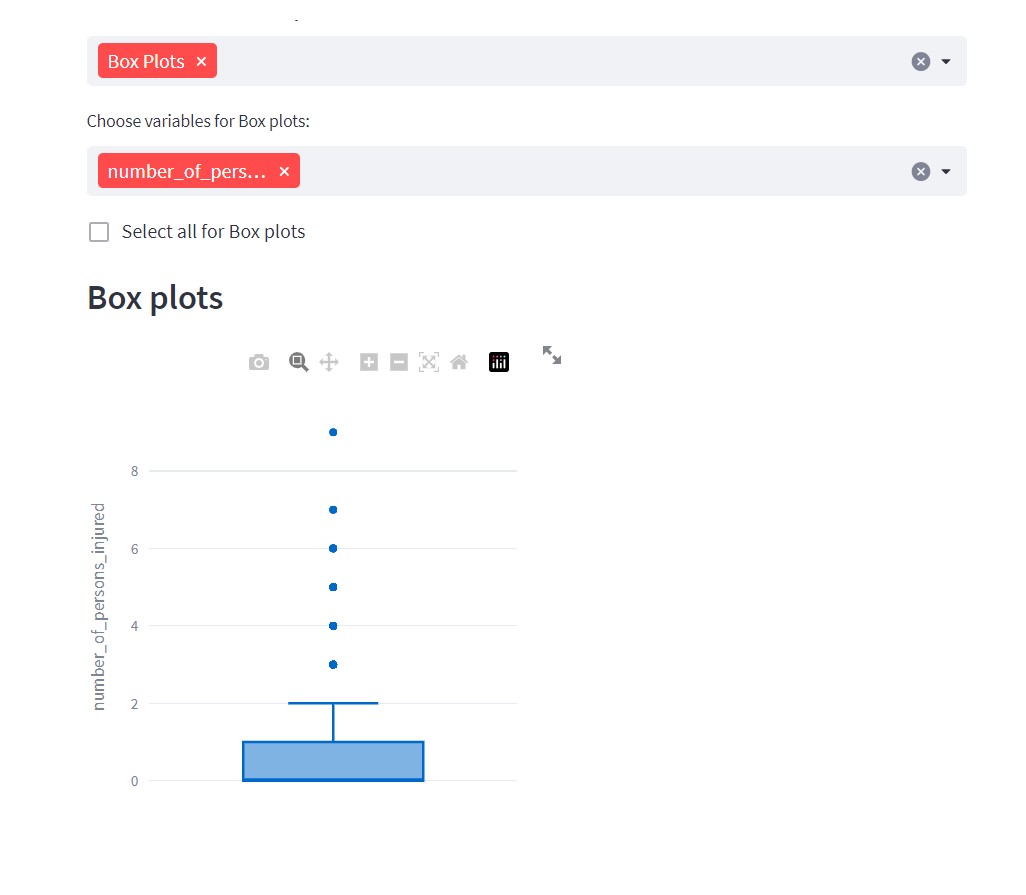 Box Plots ×
Choose variables for Box plots:
number_of_pers... ×
Select all for Box plots
Box plots
8
6
4
2
0
number_of_persons_injured